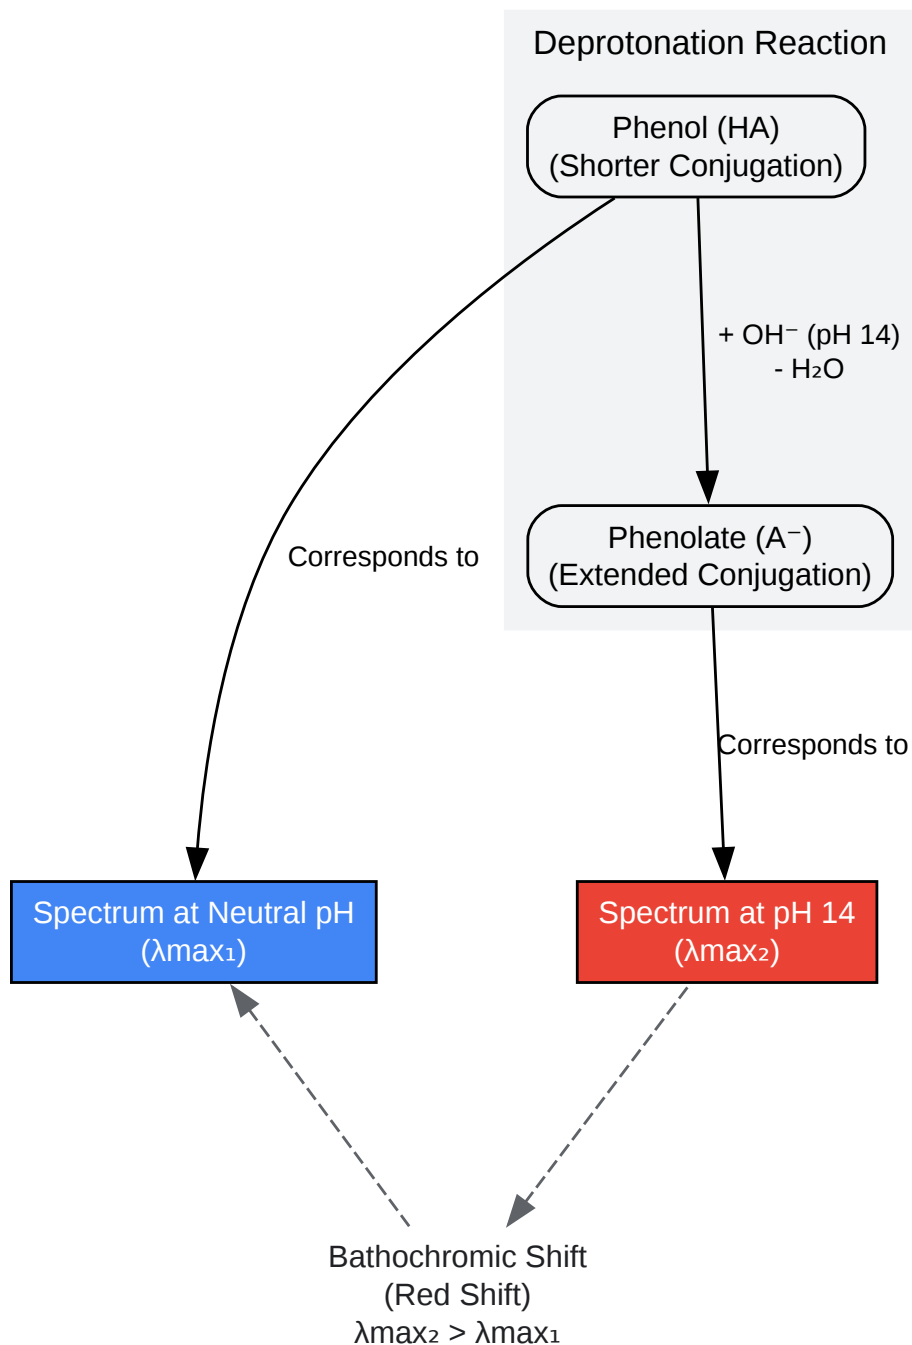 Deprotonation Reaction
Phenol (HA)
(Shorter Conjugation)
+ OH⁻ (pH 14)
- H₂O
Corresponds to
Phenolate (A⁻)
(Extended Conjugation)
Corresponds to
Spectrum at Neutral pH
(λmax₁)
Spectrum at pH 14
(λmax₂)
Bathochromic Shift
(Red Shift)
λmax₂ > λmax₁